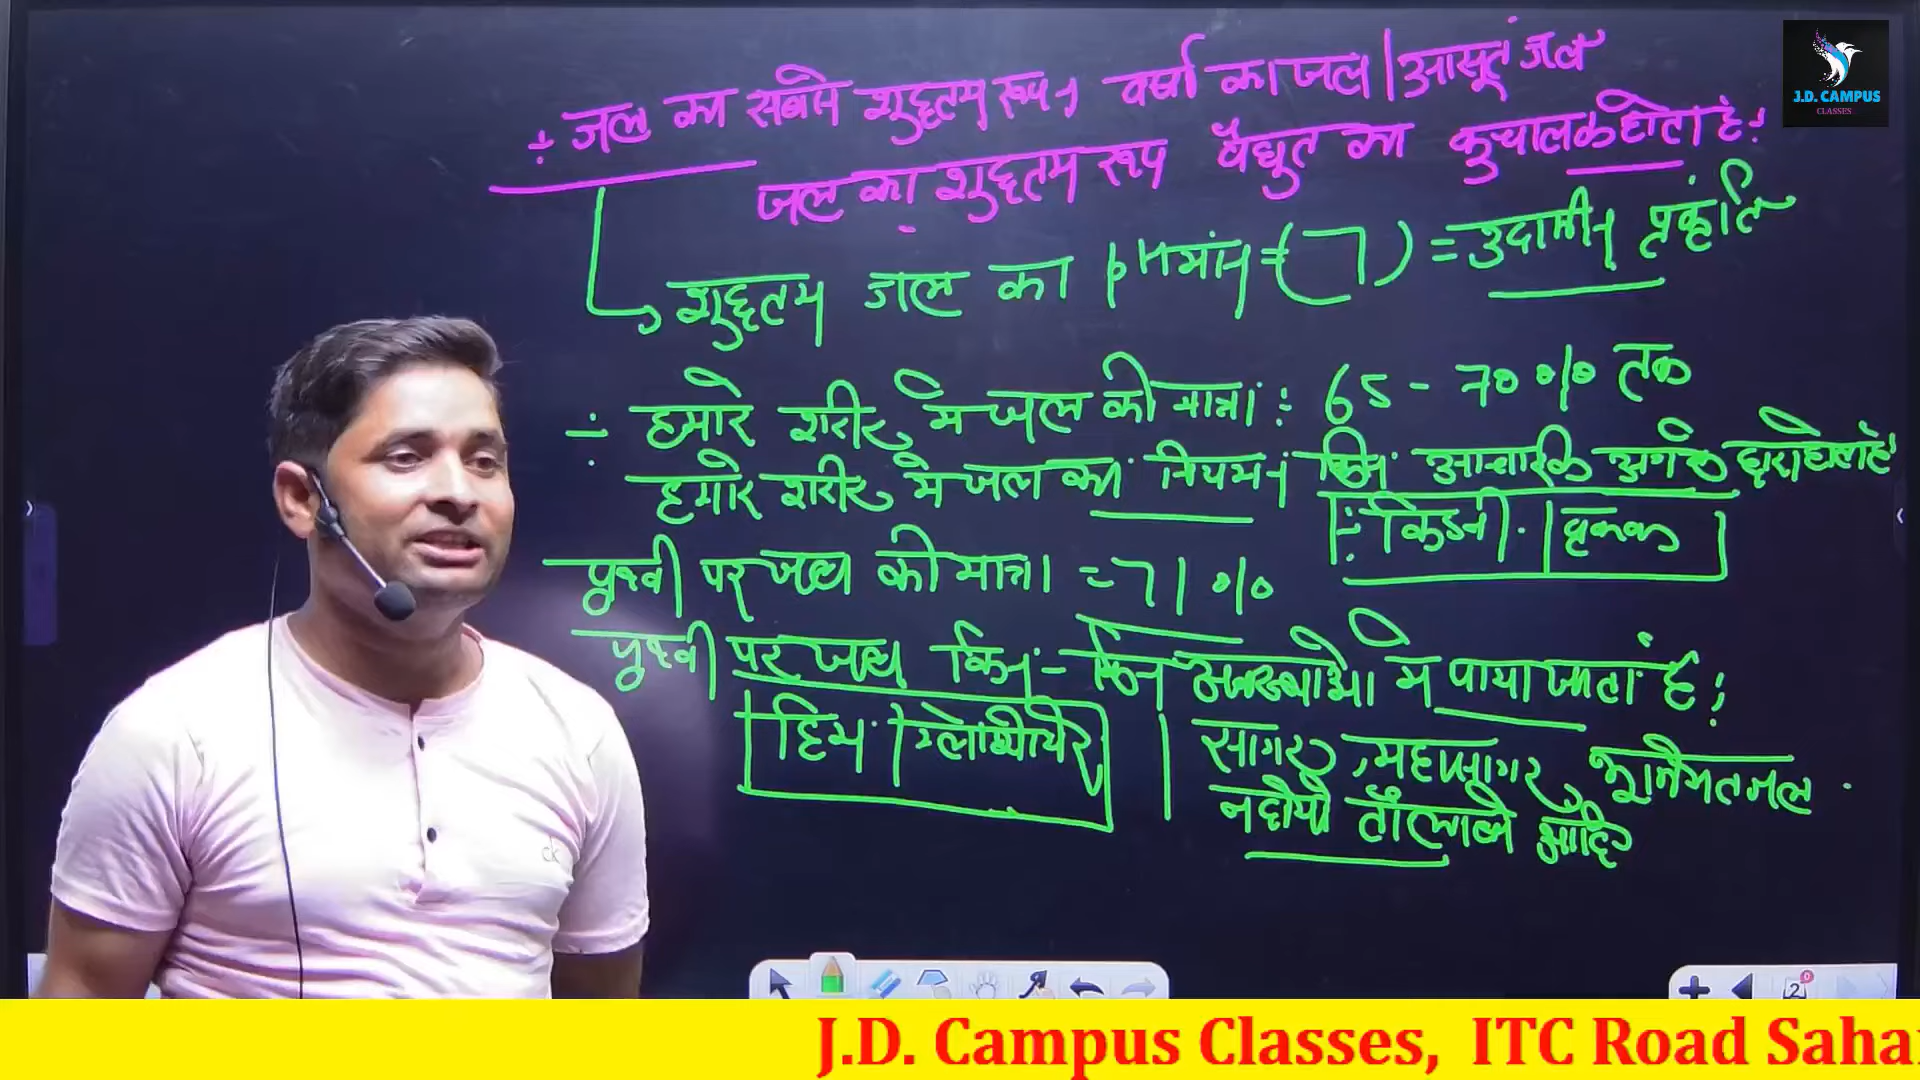 ÷ जल का सबसे शुद्धतम रूप, वर्षा का जल | आसूतं जल
जल का शुद्धतम रूप वैद्युत का कुचालक होता है:
शुद्धतम जल का pHमांन = (7) = उदासीन प्रकृति
÷ हमारे शरीर मे जल की मात्रा : 65 - 70 % तक
हमारे शरीर मे जल का नियमन किस आन्तरिक अंग के द्वारा होता है
किडनी | वृक्क
पृथ्वी पर जल की मात्रा = 71 %
पृथ्वी पर जल किन - किन अवस्थाओ मे पाया जाता है ;
हिम | ग्लेशीयर | सागर, महासागर, भूमिगत जल
नदीयो तालाबो आदि
J.D. CAMPUS
CLASSES
J.D. Campus Classes, ITC Road Saha